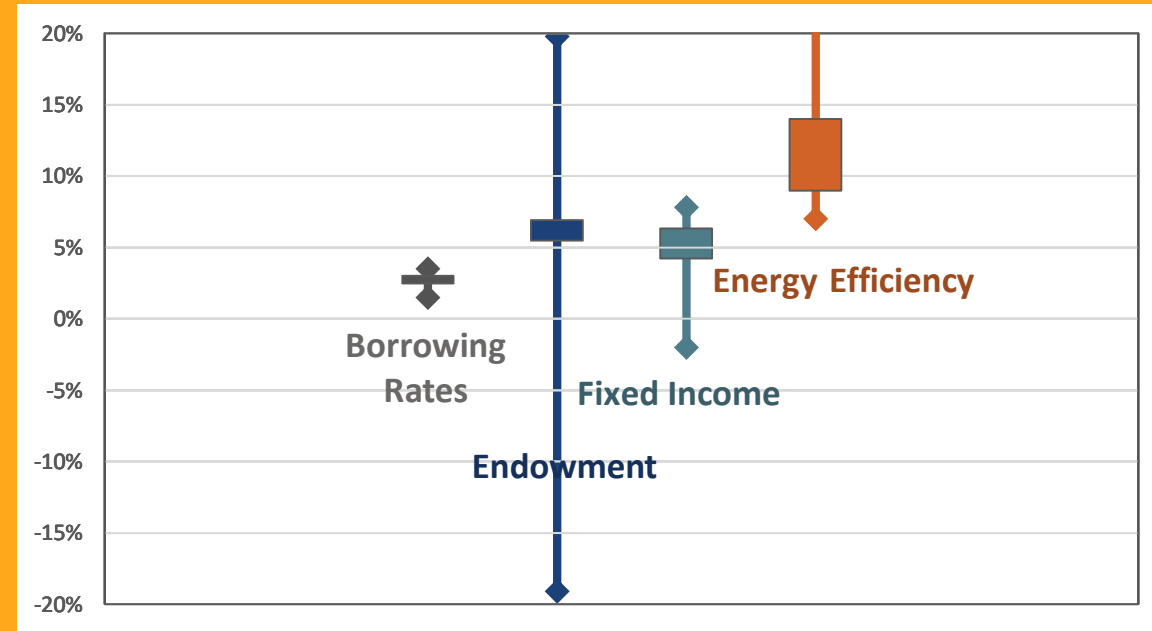 20%
15%
10%
5%
0%
-5%
-10%
-15%
-20%
Energy Efficiency
Borrowing
Rates
Fixed Income
Endowment